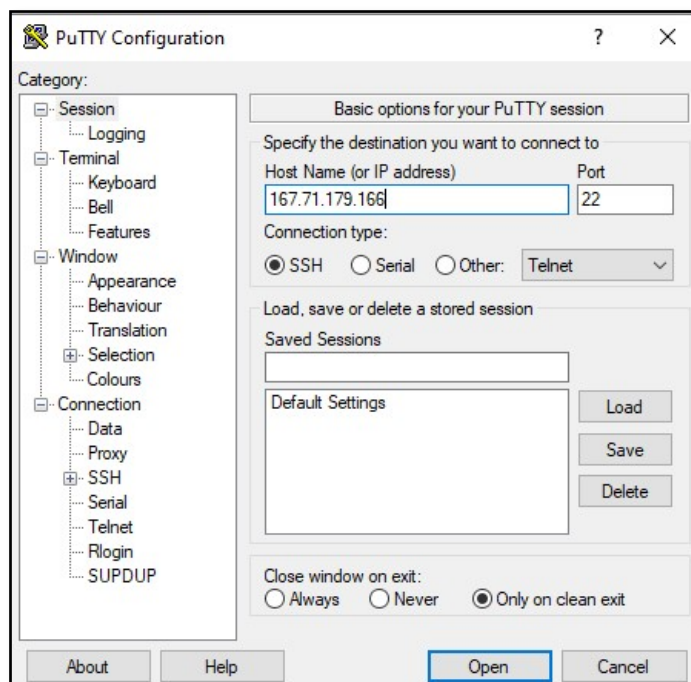 PuTTY Configuration
?
Category:
Session
Logging
Terminal
Keyboard
Bell
Features
Window
Appearance
Behaviour
Translation
Selection
Colours
Connection
Data
Proxy
SSH
Serial
Telnet
Rlogin
SUPDUP
Basic options for your PuTTY session
Specify the destination you want to connect to
Host Name (or IP address) Port
167.71.179.166 22
Connection type:
SSH Serial Other: Telnet
Load, save or delete a stored session
Saved Sessions
Default Settings
Load
Save
Delete
Close window on exit:
Always Never Only on clean exit
About Help Open Cancel